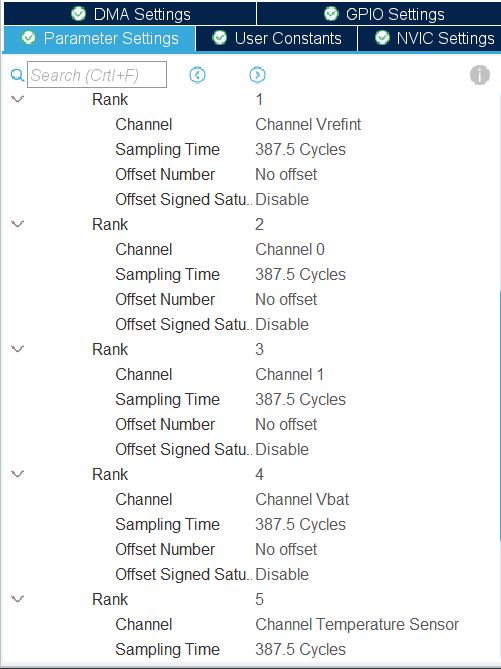 DMA Settings GPIO Settings
Parameter Settings User Constants NVIC Settings
Search (Crtl+F) i
Rank 1
Channel Channel Vrefint
Sampling Time 387.5 Cycles
Offset Number No offset
Offset Signed Satu.. Disable
Rank 2
Channel Channel 0
Sampling Time 387.5 Cycles
Offset Number No offset
Offset Signed Satu.. Disable
Rank 3
Channel Channel 1
Sampling Time 387.5 Cycles
Offset Number No offset
Offset Signed Satu.. Disable
Rank 4
Channel Channel Vbat
Sampling Time 387.5 Cycles
Offset Number No offset
Offset Signed Satu.. Disable
Rank 5
Channel Channel Temperature Sensor
Sampling Time 387.5 Cycles